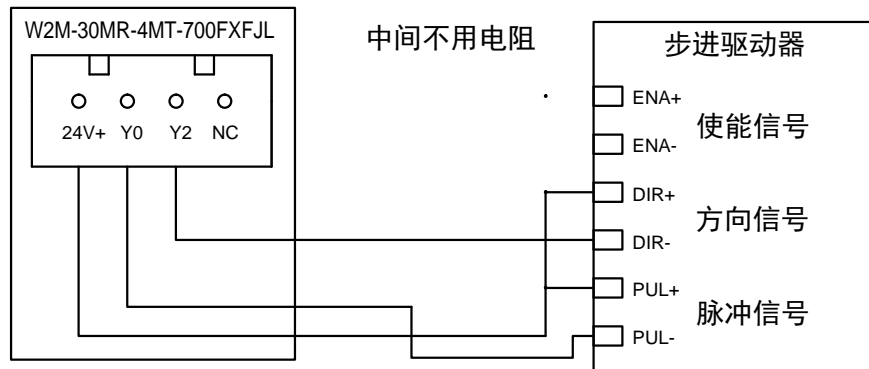 W2M-30MR-4MT-700FXFJL
24V+ Y0 Y2 NC
中间不用电阻
步进驱动器
ENA+
使能信号
ENA-
DIR+
方向信号
DIR-
PUL+
脉冲信号
PUL-